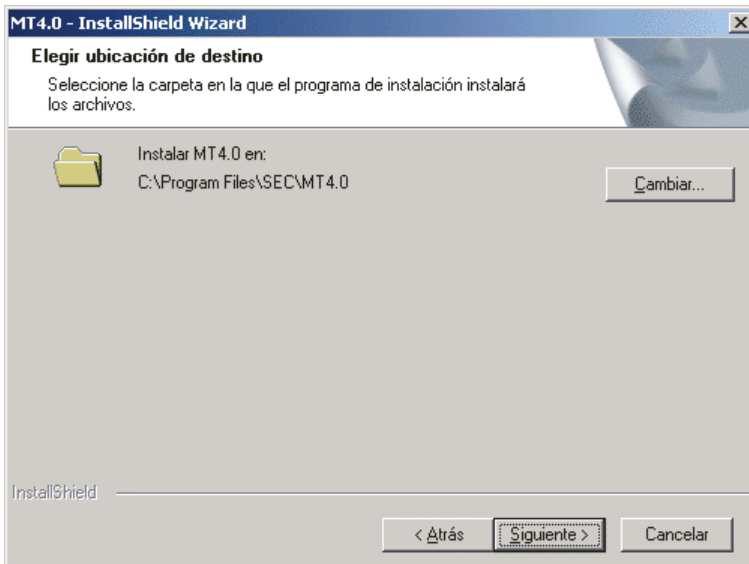 MT4.0 - InstallShield Wizard
Elegir ubicación de destino
Seleccione la carpeta en la que el programa de instalación instalará
los archivos.
Instalar MT4.0 en:
C:\Program Files\SEC\MT4.0
Cambiar...
InstallShield
< Atrás
Siguiente >
Cancelar